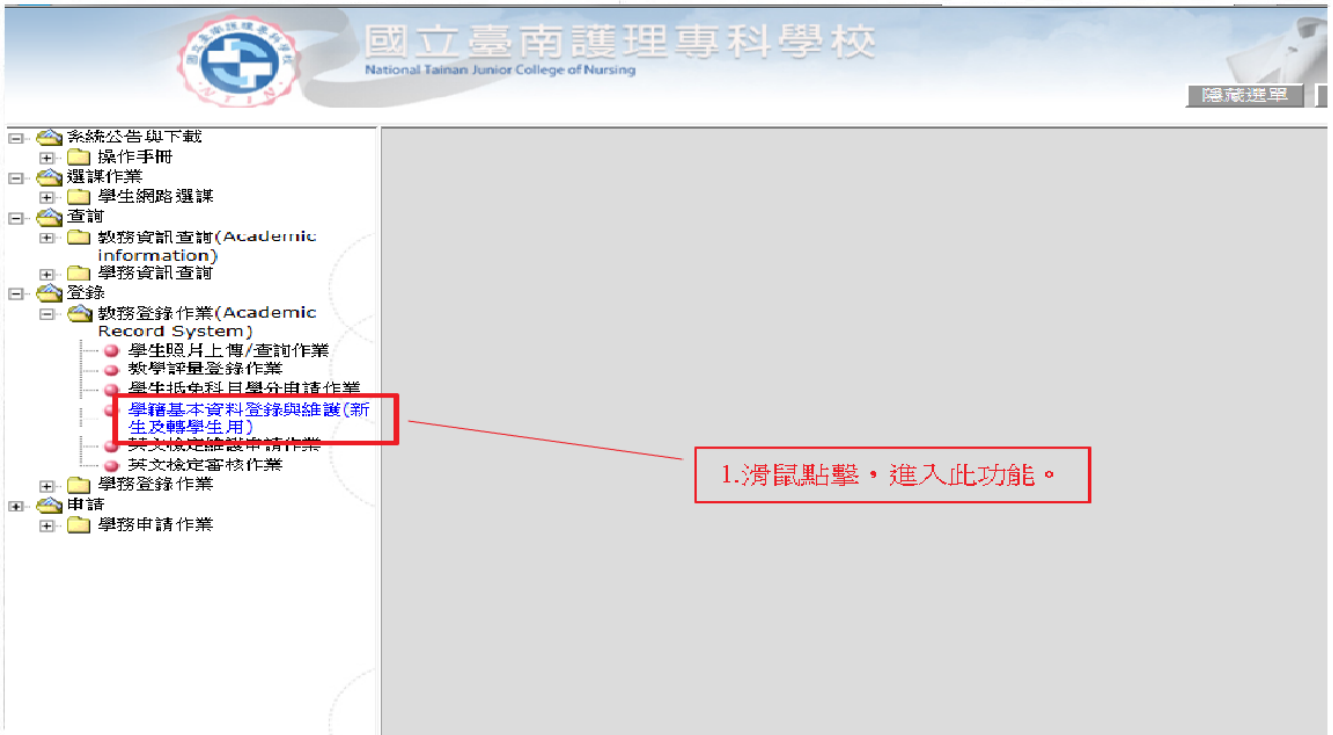 國立臺南護理專科學校
National Tainan Junior College of Nursing
隱藏選單
系統公告與下載
操作手冊
選課作業
學生網路選課
查詢
教務資訊查詢(Academic
information)
學務資訊查詢
登錄
教務登錄作業(Academic
Record System)
學生照片上傳/查詢作業
教學評量登錄作業
學生抵免科目學分申請作業
學籍基本資料登錄與維護(新
生及轉學生用)
英文檢定維護申請作業
英文檢定審核作業
學務登錄作業
申請
學務申請作業
1.滑鼠點擊，進入此功能。